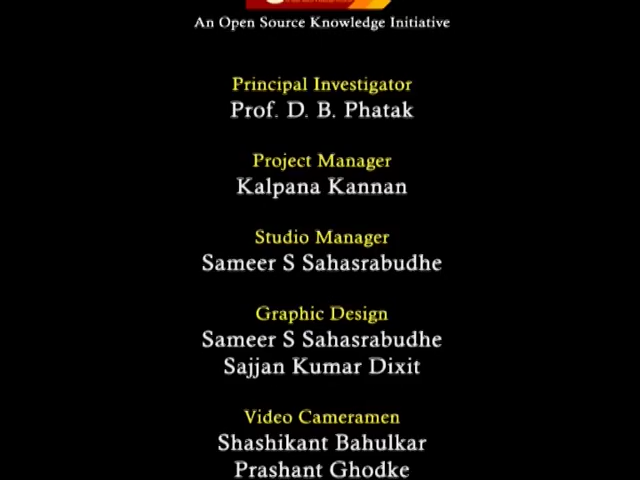 An Open Source Knowledge Initiative
Principal Investigator
Prof. D. B. Phatak
Project Manager
Kalpana Kannan
Studio Manager
Sameer S Sahasrabudhe
Graphic Design
Sameer S Sahasrabudhe
Sajjan Kumar Dixit
Video Cameramen
Shashikant Bahulkar
Prashant Ghodke